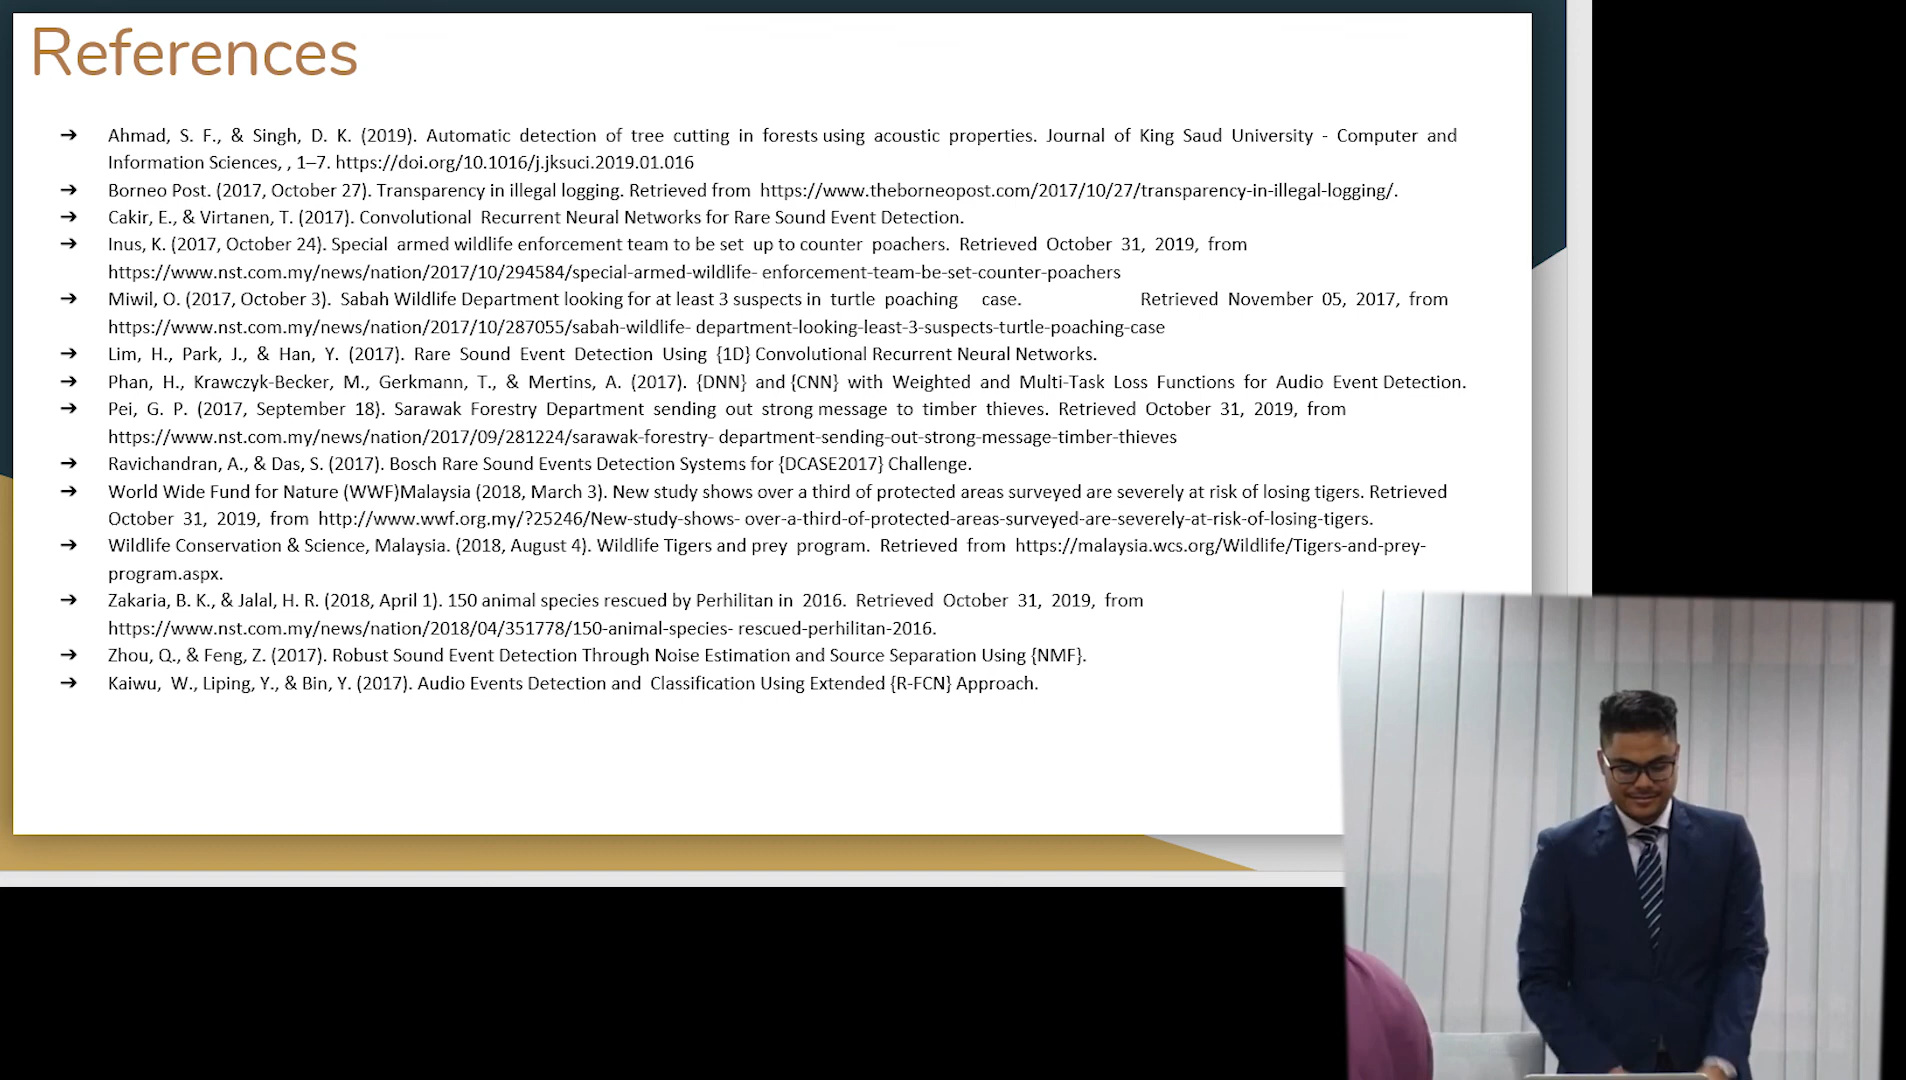 References
➔ Ahmad, S. F., & Singh, D. K. (2019). Automatic detection of tree cutting in forests using acoustic properties. Journal of King Saud University - Computer and
Information Sciences, , 1–7. https://doi.org/10.1016/j.jksuci.2019.01.016
➔ Borneo Post. (2017, October 27). Transparency in illegal logging. Retrieved from https://www.theborneopost.com/2017/10/27/transparency-in-illegal-logging/.
➔ Cakir, E., & Virtanen, T. (2017). Convolutional Recurrent Neural Networks for Rare Sound Event Detection.
➔ Inus, K. (2017, October 24). Special armed wildlife enforcement team to be set up to counter poachers. Retrieved October 31, 2019, from
https://www.nst.com.my/news/nation/2017/10/294584/special-armed-wildlife- enforcement-team-be-set-counter-poachers
➔ Miwil, O. (2017, October 3). Sabah Wildlife Department looking for at least 3 suspects in turtle poaching case. Retrieved November 05, 2017, from
https://www.nst.com.my/news/nation/2017/10/287055/sabah-wildlife- department-looking-least-3-suspects-turtle-poaching-case
➔ Lim, H., Park, J., & Han, Y. (2017). Rare Sound Event Detection Using {1D} Convolutional Recurrent Neural Networks.
➔ Phan, H., Krawczyk-Becker, M., Gerkmann, T., & Mertins, A. (2017). {DNN} and {CNN} with Weighted and Multi-Task Loss Functions for Audio Event Detection.
➔ Pei, G. P. (2017, September 18). Sarawak Forestry Department sending out strong message to timber thieves. Retrieved October 31, 2019, from
https://www.nst.com.my/news/nation/2017/09/281224/sarawak-forestry- department-sending-out-strong-message-timber-thieves
➔ Ravichandran, A., & Das, S. (2017). Bosch Rare Sound Events Detection Systems for {DCASE2017} Challenge.
➔ World Wide Fund for Nature (WWF)Malaysia (2018, March 3). New study shows over a third of protected areas surveyed are severely at risk of losing tigers. Retrieved
October 31, 2019, from http://www.wwf.org.my/?25246/New-study-shows- over-a-third-of-protected-areas-surveyed-are-severely-at-risk-of-losing-tigers.
➔ Wildlife Conservation & Science, Malaysia. (2018, August 4). Wildlife Tigers and prey program. Retrieved from https://malaysia.wcs.org/Wildlife/Tigers-and-prey-
program.aspx.
➔ Zakaria, B. K., & Jalal, H. R. (2018, April 1). 150 animal species rescued by Perhilitan in 2016. Retrieved October 31, 2019, from
https://www.nst.com.my/news/nation/2018/04/351778/150-animal-species- rescued-perhilitan-2016.
➔ Zhou, Q., & Feng, Z. (2017). Robust Sound Event Detection Through Noise Estimation and Source Separation Using {NMF}.
➔ Kaiwu, W., Liping, Y., & Bin, Y. (2017). Audio Events Detection and Classification Using Extended {R-FCN} Approach.